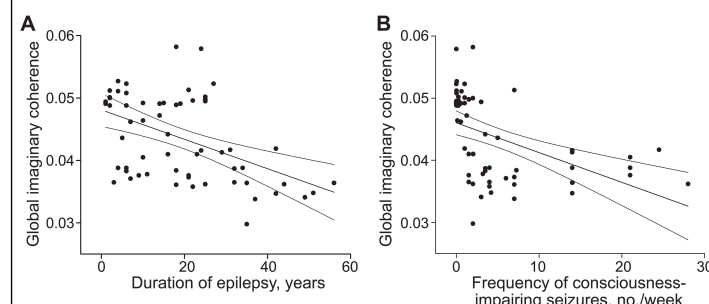 A
B
0.06
0.05
0.04
0.03
Global imaginary coherence
0 20 40 60
Duration of epilepsy, years
0.06
0.05
0.04
0.03
Global imaginary coherence
0 10 20 30
Frequency of consciousness-
impairing seizures, no./week